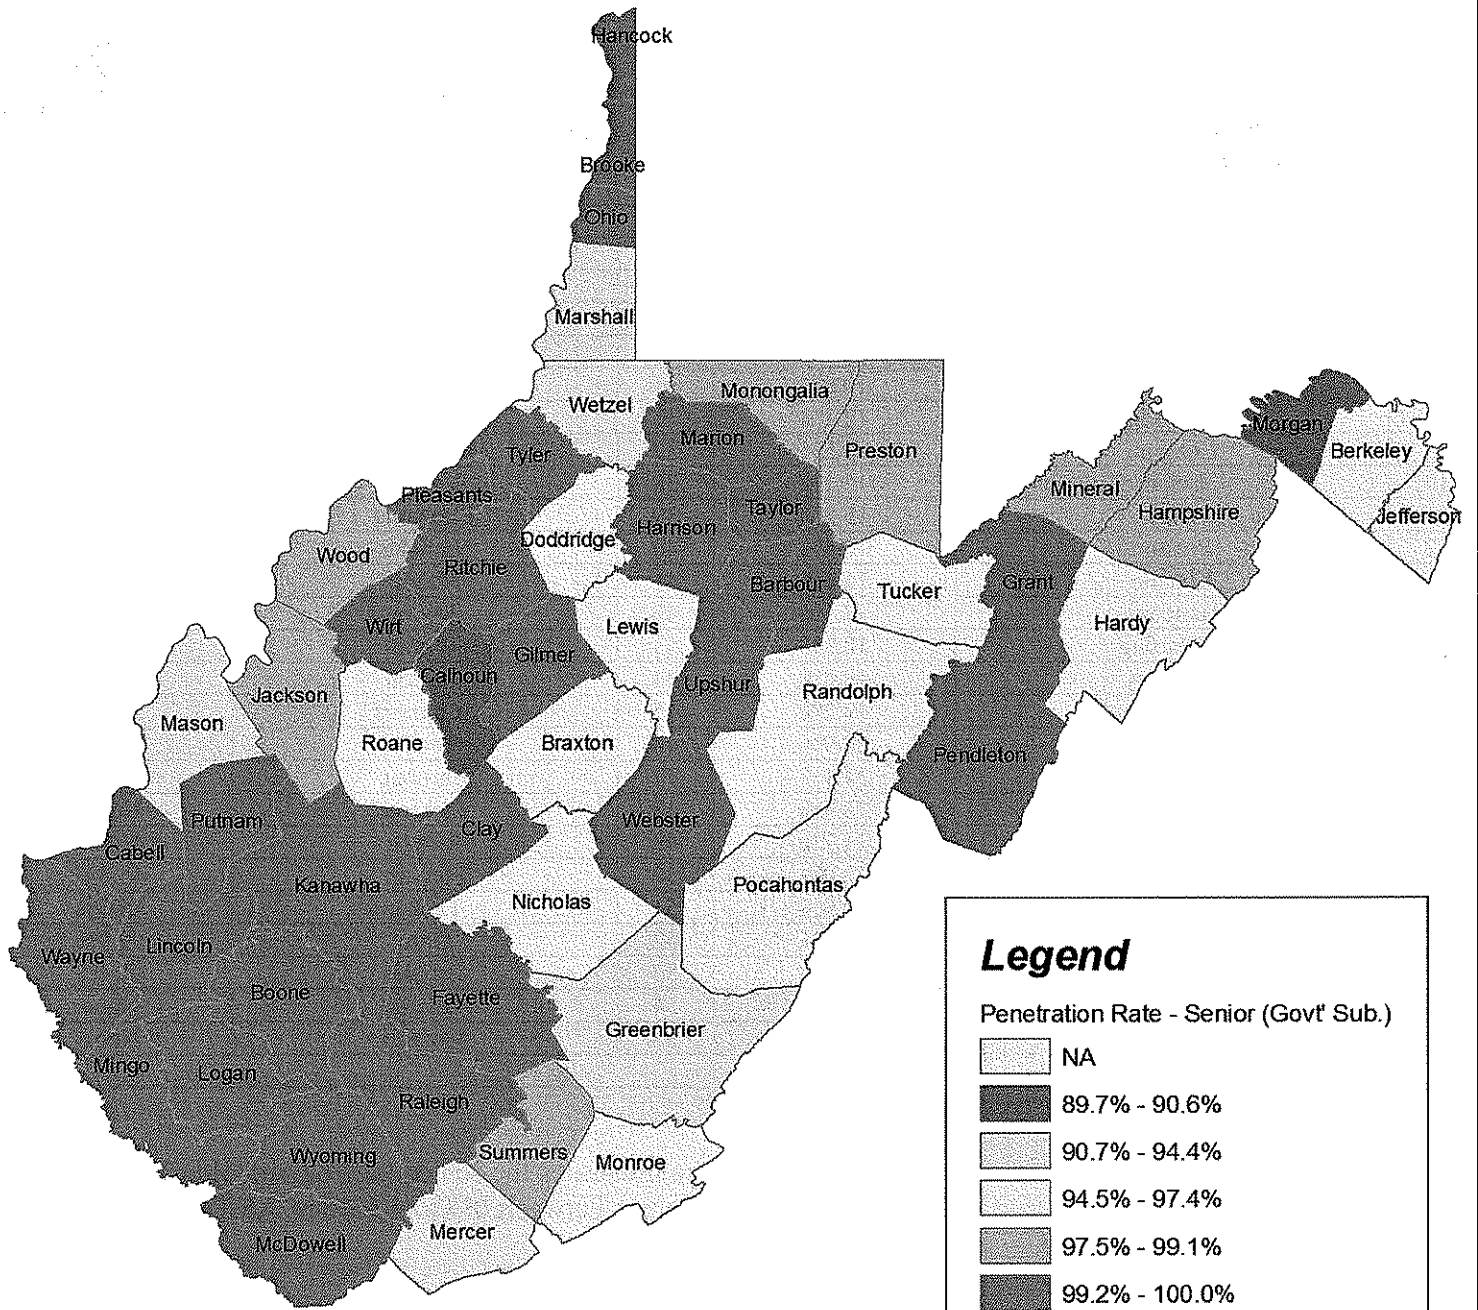 Hancock
Brooke
Ohio
Marshall
Wetzel
Monongalia
Marion
Preston
Tyler
Pleasants
Taylor
Harrison
Doddridge
Wood
Ritchie
Barbour
Tucker
Grant
Mineral
Hampshire
Morgan
Berkeley
Jefferson
Hardy
Wirt
Lewis
Gilmer
Calhoun
Upshur
Randolph
Jackson
Mason
Roane
Braxton
Pendleton
Putnam
Clay
Webster
Cabell
Kanawha
Pocahontas
Nicholas
Wayne
Lincoln
Boone
Fayette
Greenbrier
Mingo
Logan
Raleigh
Wyoming
Summers
Monroe
Mercer
McDowell
Legend
Penetration Rate - Senior (Govt' Sub.)
NA
89.7% - 90.6%
90.7% - 94.4%
94.5% - 97.4%
97.5% - 99.1%
99.2% - 100.0%